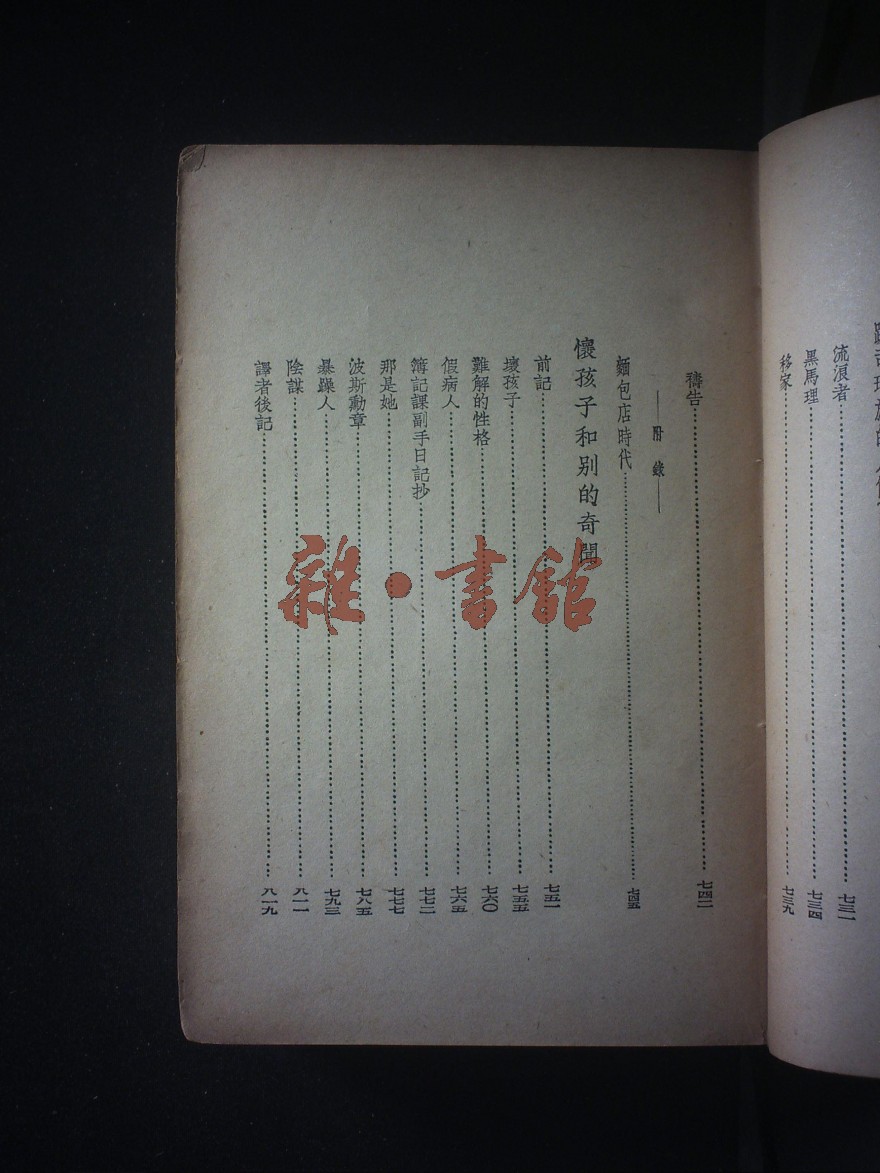 流浪者……七三一
黑馬理……七三四
移家……七三九
禱告……七四二
——附錄——
麵包店時代……七四五
懷孩子和別的奇聞
前記……七五一
壞孩子……七五五
難解的性格……七六〇
假病人……七六五
簿記課副手日記抄……七七二
那是她……七七七
波斯勳章……七八五
暴躁人……七九三
陰謀……八一一
譯者後記……八一九
雜·書館